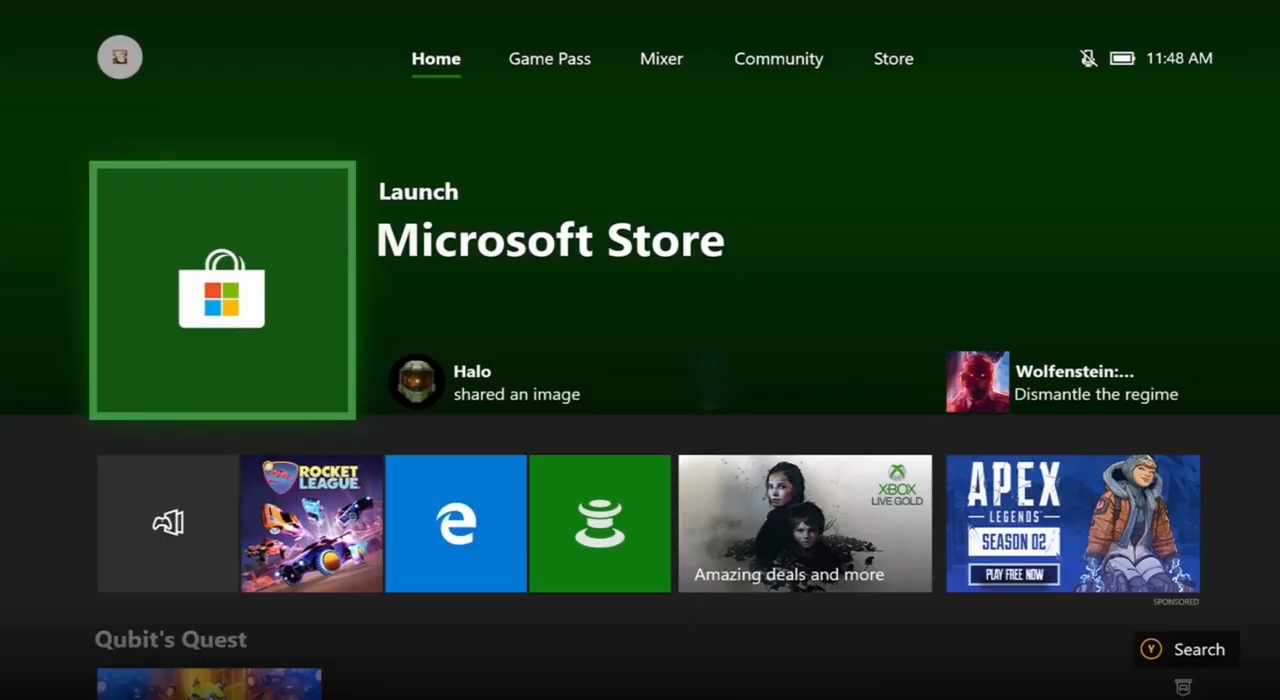 Home
Game Pass
Mixer
Community
Store
11:48 AM
Launch
Microsoft Store
Halo
shared an image
Wolfenstein:...
Dismantle the regime
ROCKET
LEAGUE
XBOX
LIVE GOLD
Amazing deals and more
APEX
LEGENDS
SEASON 02
PLAY FREE NOW
SPONSORED
Qubit's Quest
Y Search